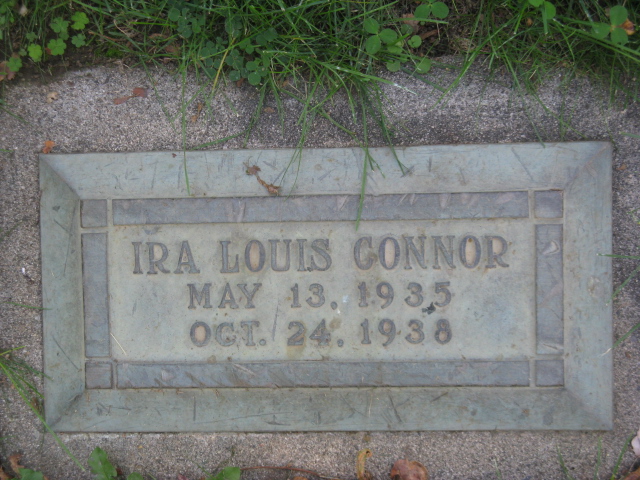 IRA LOUIS CONNOR
MAY 13, 1935
OCT. 24, 1938